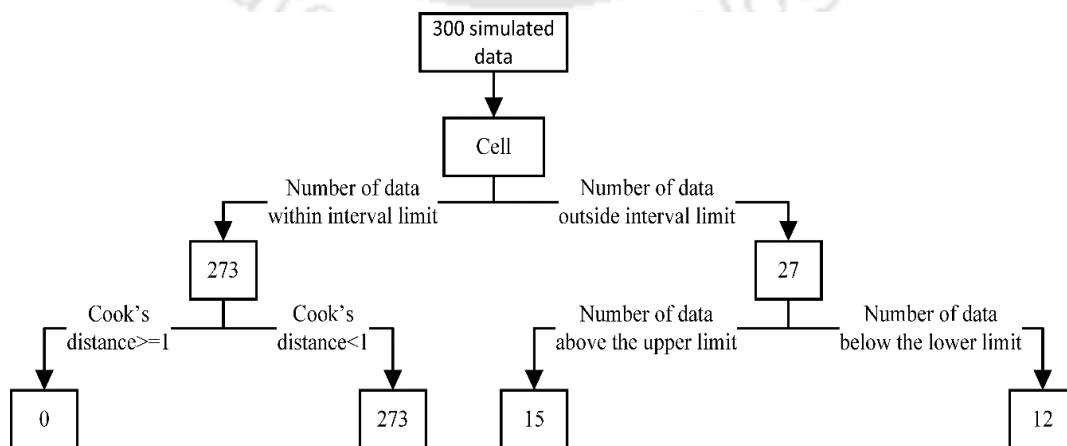 300 simulated
data
Cell
Number of data
within interval limit
Number of data
outside interval limit
273
27
Cook's
distance>=1
Cook's
distance<1
Number of data
above the upper limit
Number of data
below the lower limit
0
273
15
12